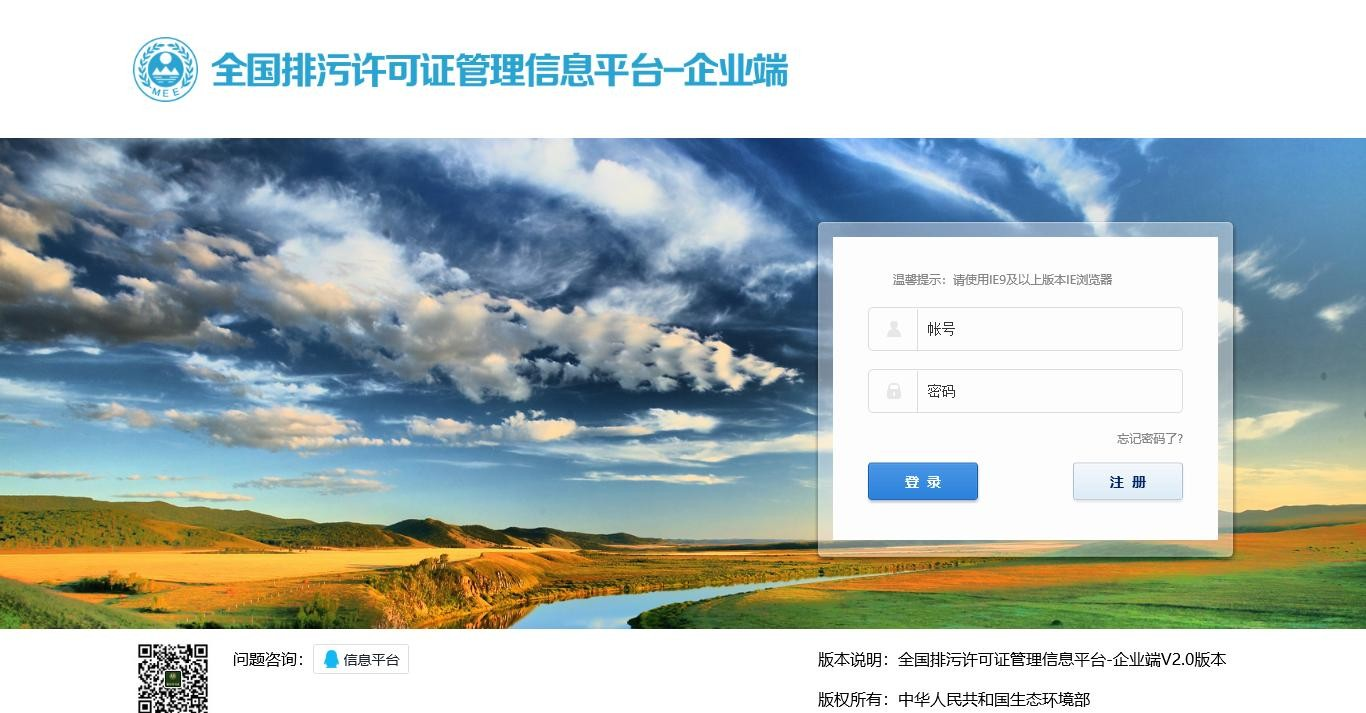 MEE
全国排污许可证管理信息平台-企业端
温馨提示：请使用IE9及以上版本IE浏览器
帐号
密码
忘记密码了?
登 录
注 册
问题咨询：
信息平台
版本说明：全国排污许可证管理信息平台-企业端V2.0版本
版权所有：中华人民共和国生态环境部